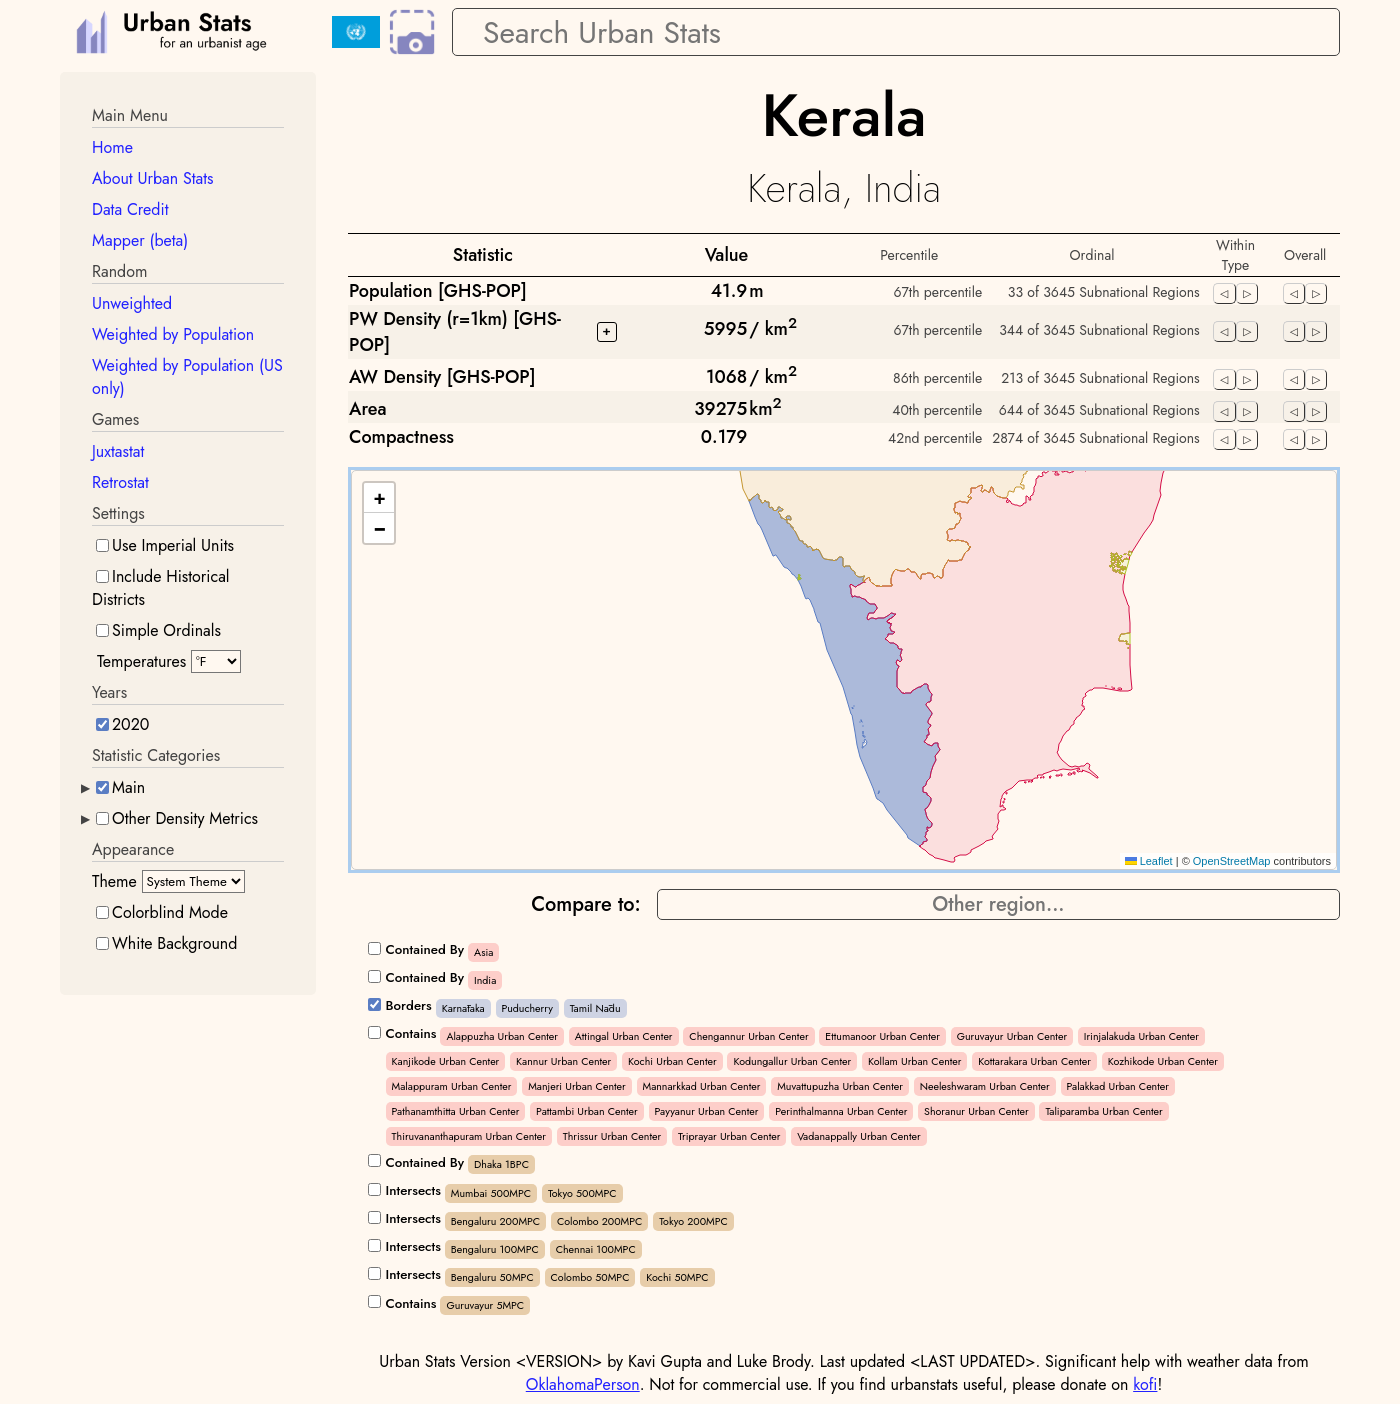 Urban Stats
for an urbanist age
Search Urban Stats
Main Menu
Home
About Urban Stats
Data Credit
Mapper (beta)
Random
Unweighted
Weighted by Population
Weighted by Population (US
only)
Games
Juxtastat
Retrostat
Settings
Use Imperial Units
Include Historical
Districts
Simple Ordinals
Temperatures °F
Years
2020
Statistic Categories
Main
Other Density Metrics
Appearance
Theme System Theme
Colorblind Mode
White Background
Kerala
Kerala, India
Statistic Value Percentile Ordinal Within Type Overall
Population [GHS-POP] 41.9 m 67th percentile 33 of 3645 Subnational Regions
PW Density (r=1km) [GHS-
POP] + 5995 / km2 67th percentile 344 of 3645 Subnational Regions
AW Density [GHS-POP] 1068 / km2 86th percentile 213 of 3645 Subnational Regions
Area 39275 km2 40th percentile 644 of 3645 Subnational Regions
Compactness 0.179 42nd percentile 2874 of 3645 Subnational Regions
+
−
Leaflet | © OpenStreetMap contributors
Compare to: Other region...
Contained By Asia
Contained By India
Borders Karnātaka Puducherry Tamil Nādu
Contains Alappuzha Urban Center Attingal Urban Center Chengannur Urban Center Ettumanoor Urban Center Guruvayur Urban Center Irinjalakuda Urban Center
Kanjikode Urban Center Kannur Urban Center Kochi Urban Center Kodungallur Urban Center Kollam Urban Center Kottarakara Urban Center Kozhikode Urban Center
Malappuram Urban Center Manjeri Urban Center Mannarkkad Urban Center Muvattupuzha Urban Center Neeleshwaram Urban Center Palakkad Urban Center
Pathanamthitta Urban Center Pattambi Urban Center Payyanur Urban Center Perinthalmanna Urban Center Shoranur Urban Center Taliparamba Urban Center
Thiruvananthapuram Urban Center Thrissur Urban Center Triprayar Urban Center Vadanappally Urban Center
Contained By Dhaka 1BPC
Intersects Mumbai 500MPC Tokyo 500MPC
Intersects Bengaluru 200MPC Colombo 200MPC Tokyo 200MPC
Intersects Bengaluru 100MPC Chennai 100MPC
Intersects Bengaluru 50MPC Colombo 50MPC Kochi 50MPC
Contains Guruvayur 5MPC
Urban Stats Version <VERSION> by Kavi Gupta and Luke Brody. Last updated <LAST UPDATED>. Significant help with weather data from
OklahomaPerson. Not for commercial use. If you find urbanstats useful, please donate on kofi!